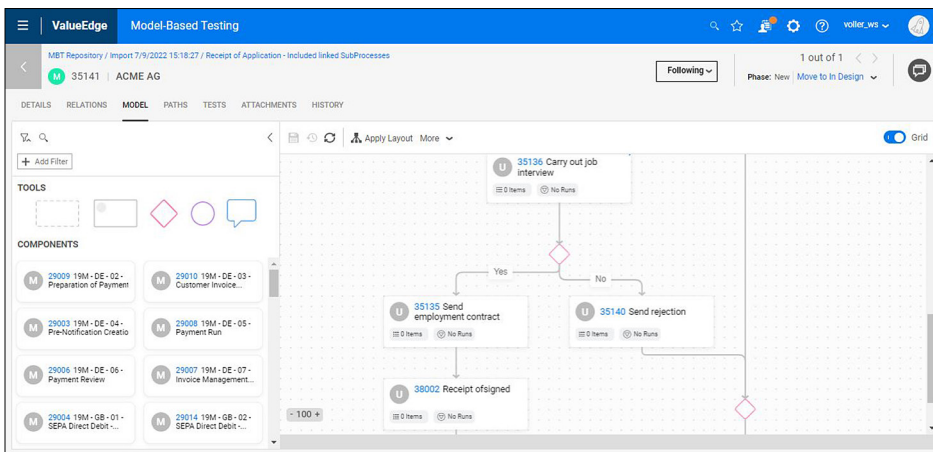 ValueEdge Model-Based Testing voller_ws
MBT Repository / Import 7/9/2022 15:18:27 / Receipt of Application - Included linked SubProcesses
M 35141 ACME AG
Following
1 out of 1
Phase: New Move to In Design
DETAILS RELATIONS MODEL PATHS TESTS ATTACHMENTS HISTORY
Apply Layout More Grid
+ Add Filter
TOOLS
COMPONENTS
M 29009 19M - DE - 02 -
Preparation of Payment
M 29010 19M - DE - 03 -
Customer Invoice...
M 29003 19M - DE - 04 -
Pre-Notification Creatio
M 29008 19M - DE - 05 -
Payment Run
M 29006 19M - DE - 06 -
Payment Review
M 29007 19M - DE - 07 -
Invoice Management...
M 29004 19M - GB - 01 -
SEPA Direct Debit -...
M 29014 19M - GB - 02 -
SEPA Direct Debit -...
U 35136 Carry out job
interview
0 Items No Runs
Yes
No
U 35135 Send
employment contract
0 Items No Runs
U 35140 Send rejection
0 Items No Runs
U 38002 Receipt ofsigned
0 Items No Runs
- 100 +